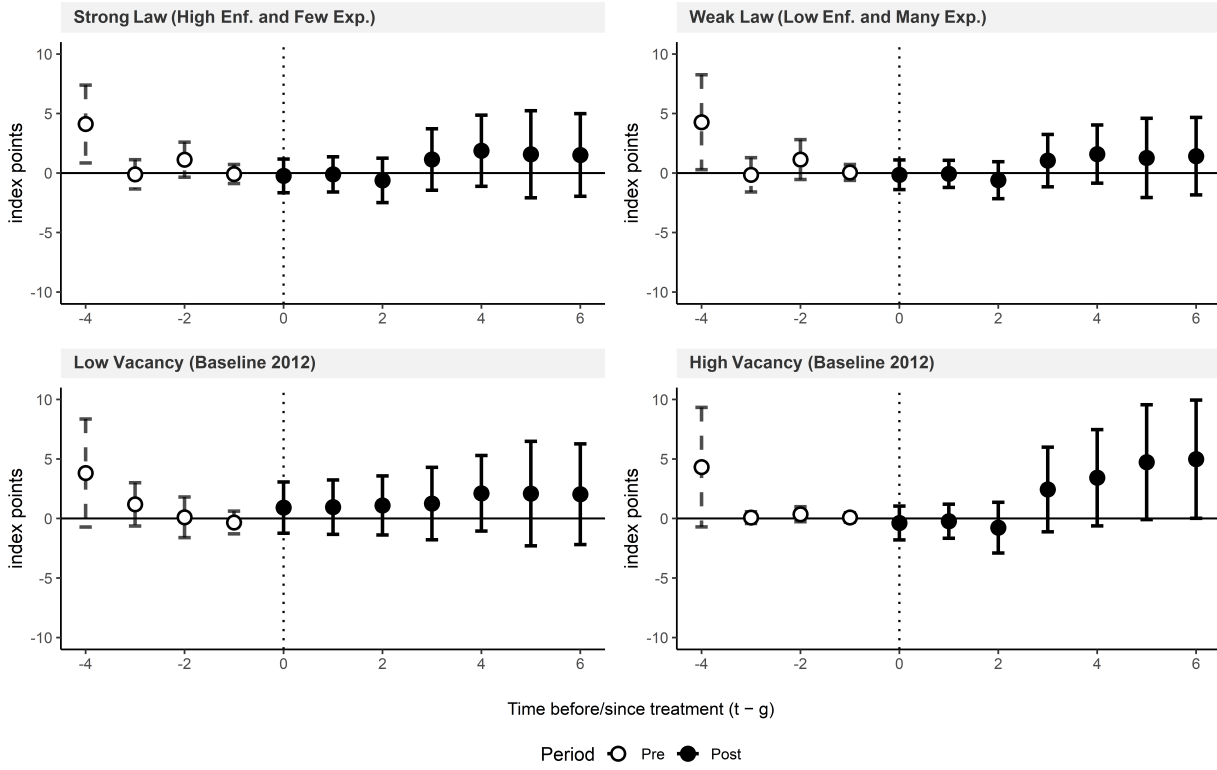 Strong Law (High Enf. and Few Exp.)
Weak Law (Low Enf. and Many Exp.)
index points
10
5
0
-5
-10
-4 -2 0 2 4 6
index points
10
5
0
-5
-10
-4 -2 0 2 4 6
Low Vacancy (Baseline 2012)
High Vacancy (Baseline 2012)
index points
10
5
0
-5
-10
-4 -2 0 2 4 6
index points
10
5
0
-5
-10
-4 -2 0 2 4 6
Time before/since treatment (t − g)
Period Pre Post